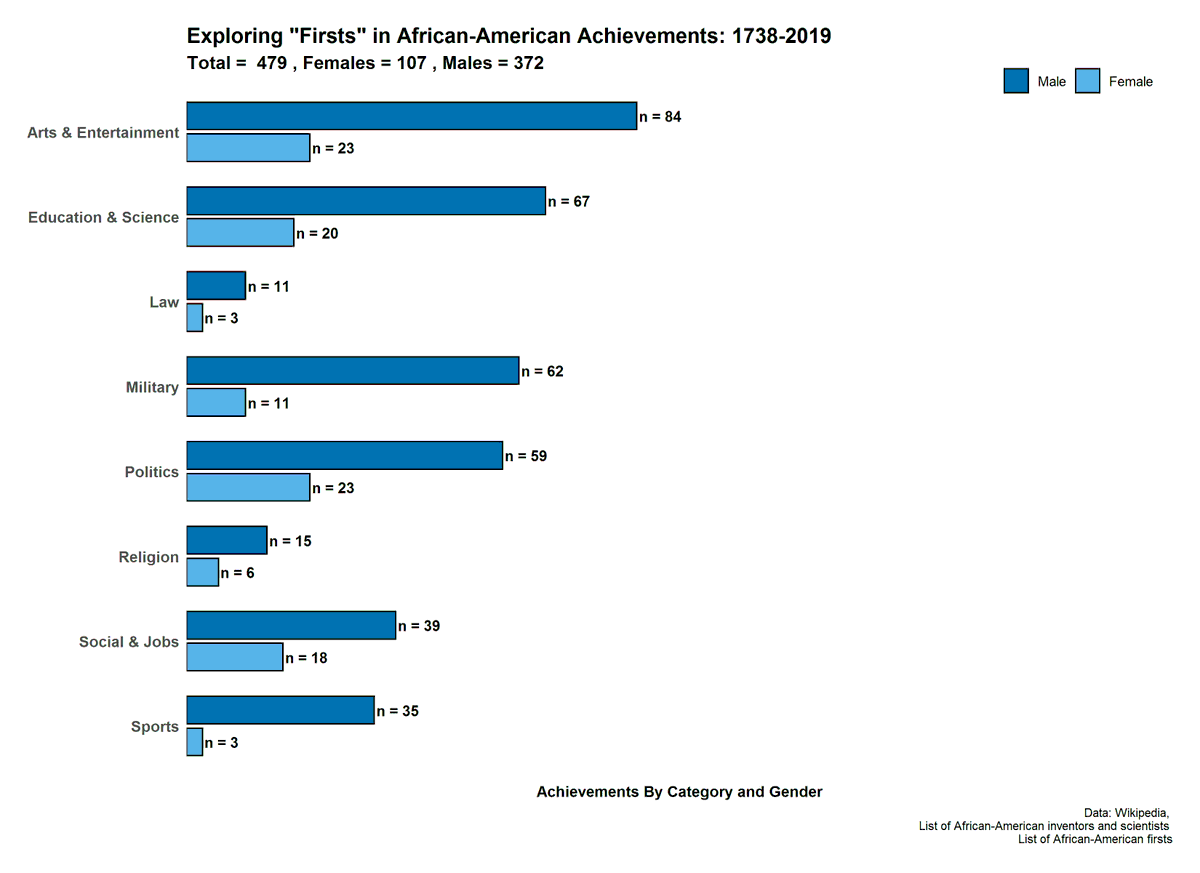 Exploring "Firsts" in African-American Achievements: 1738-2019
Total =  479 , Females = 107 , Males = 372
Male
Female
Arts & Entertainment
n = 84
n = 23
Education & Science
n = 67
n = 20
Law
n = 11
n = 3
Military
n = 62
n = 11
Politics
n = 59
n = 23
Religion
n = 15
n = 6
Social & Jobs
n = 39
n = 18
Sports
n = 35
n = 3
Achievements By Category and Gender
Data: Wikipedia,
List of African-American inventors and scientists
List of African-American firsts